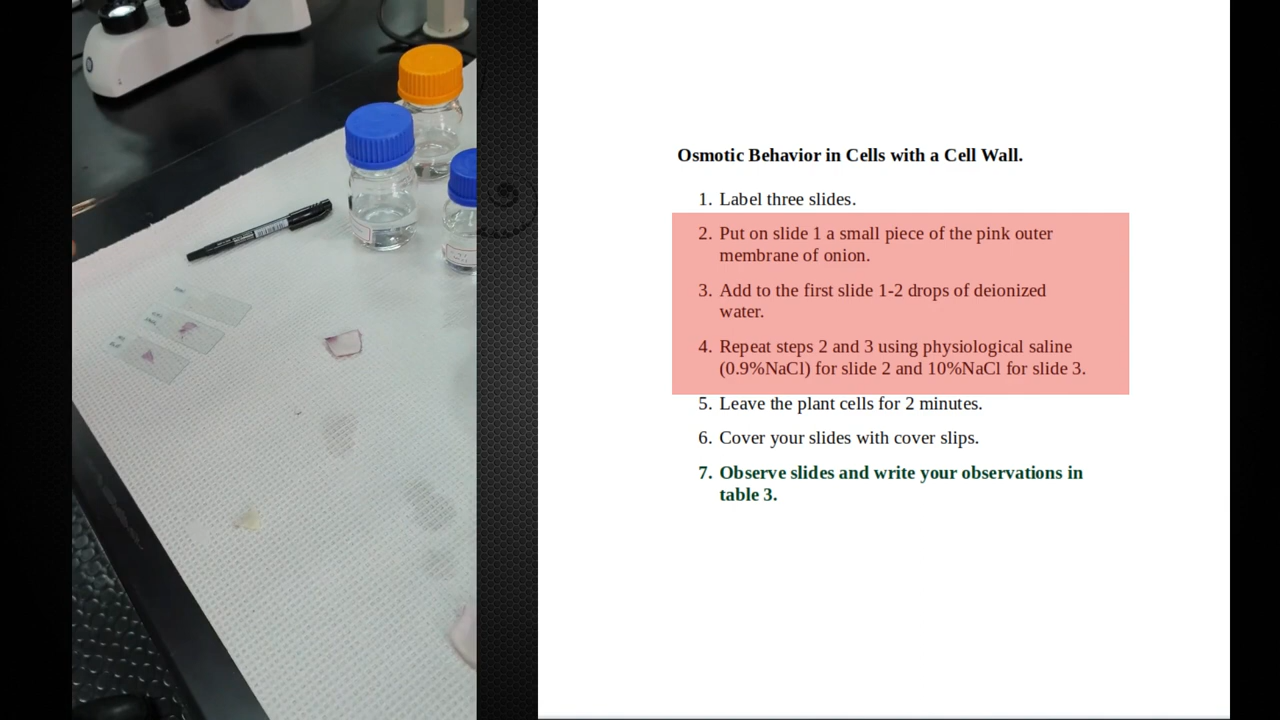 Osmotic Behavior in Cells with a Cell Wall.
1. Label three slides.
2. Put on slide 1 a small piece of the pink outer
membrane of onion.
3. Add to the first slide 1-2 drops of deionized
water.
4. Repeat steps 2 and 3 using physiological saline
(0.9%NaCl) for slide 2 and 10%NaCl for slide 3.
5. Leave the plant cells for 2 minutes.
6. Cover your slides with cover slips.
7. Observe slides and write your observations in
table 3.